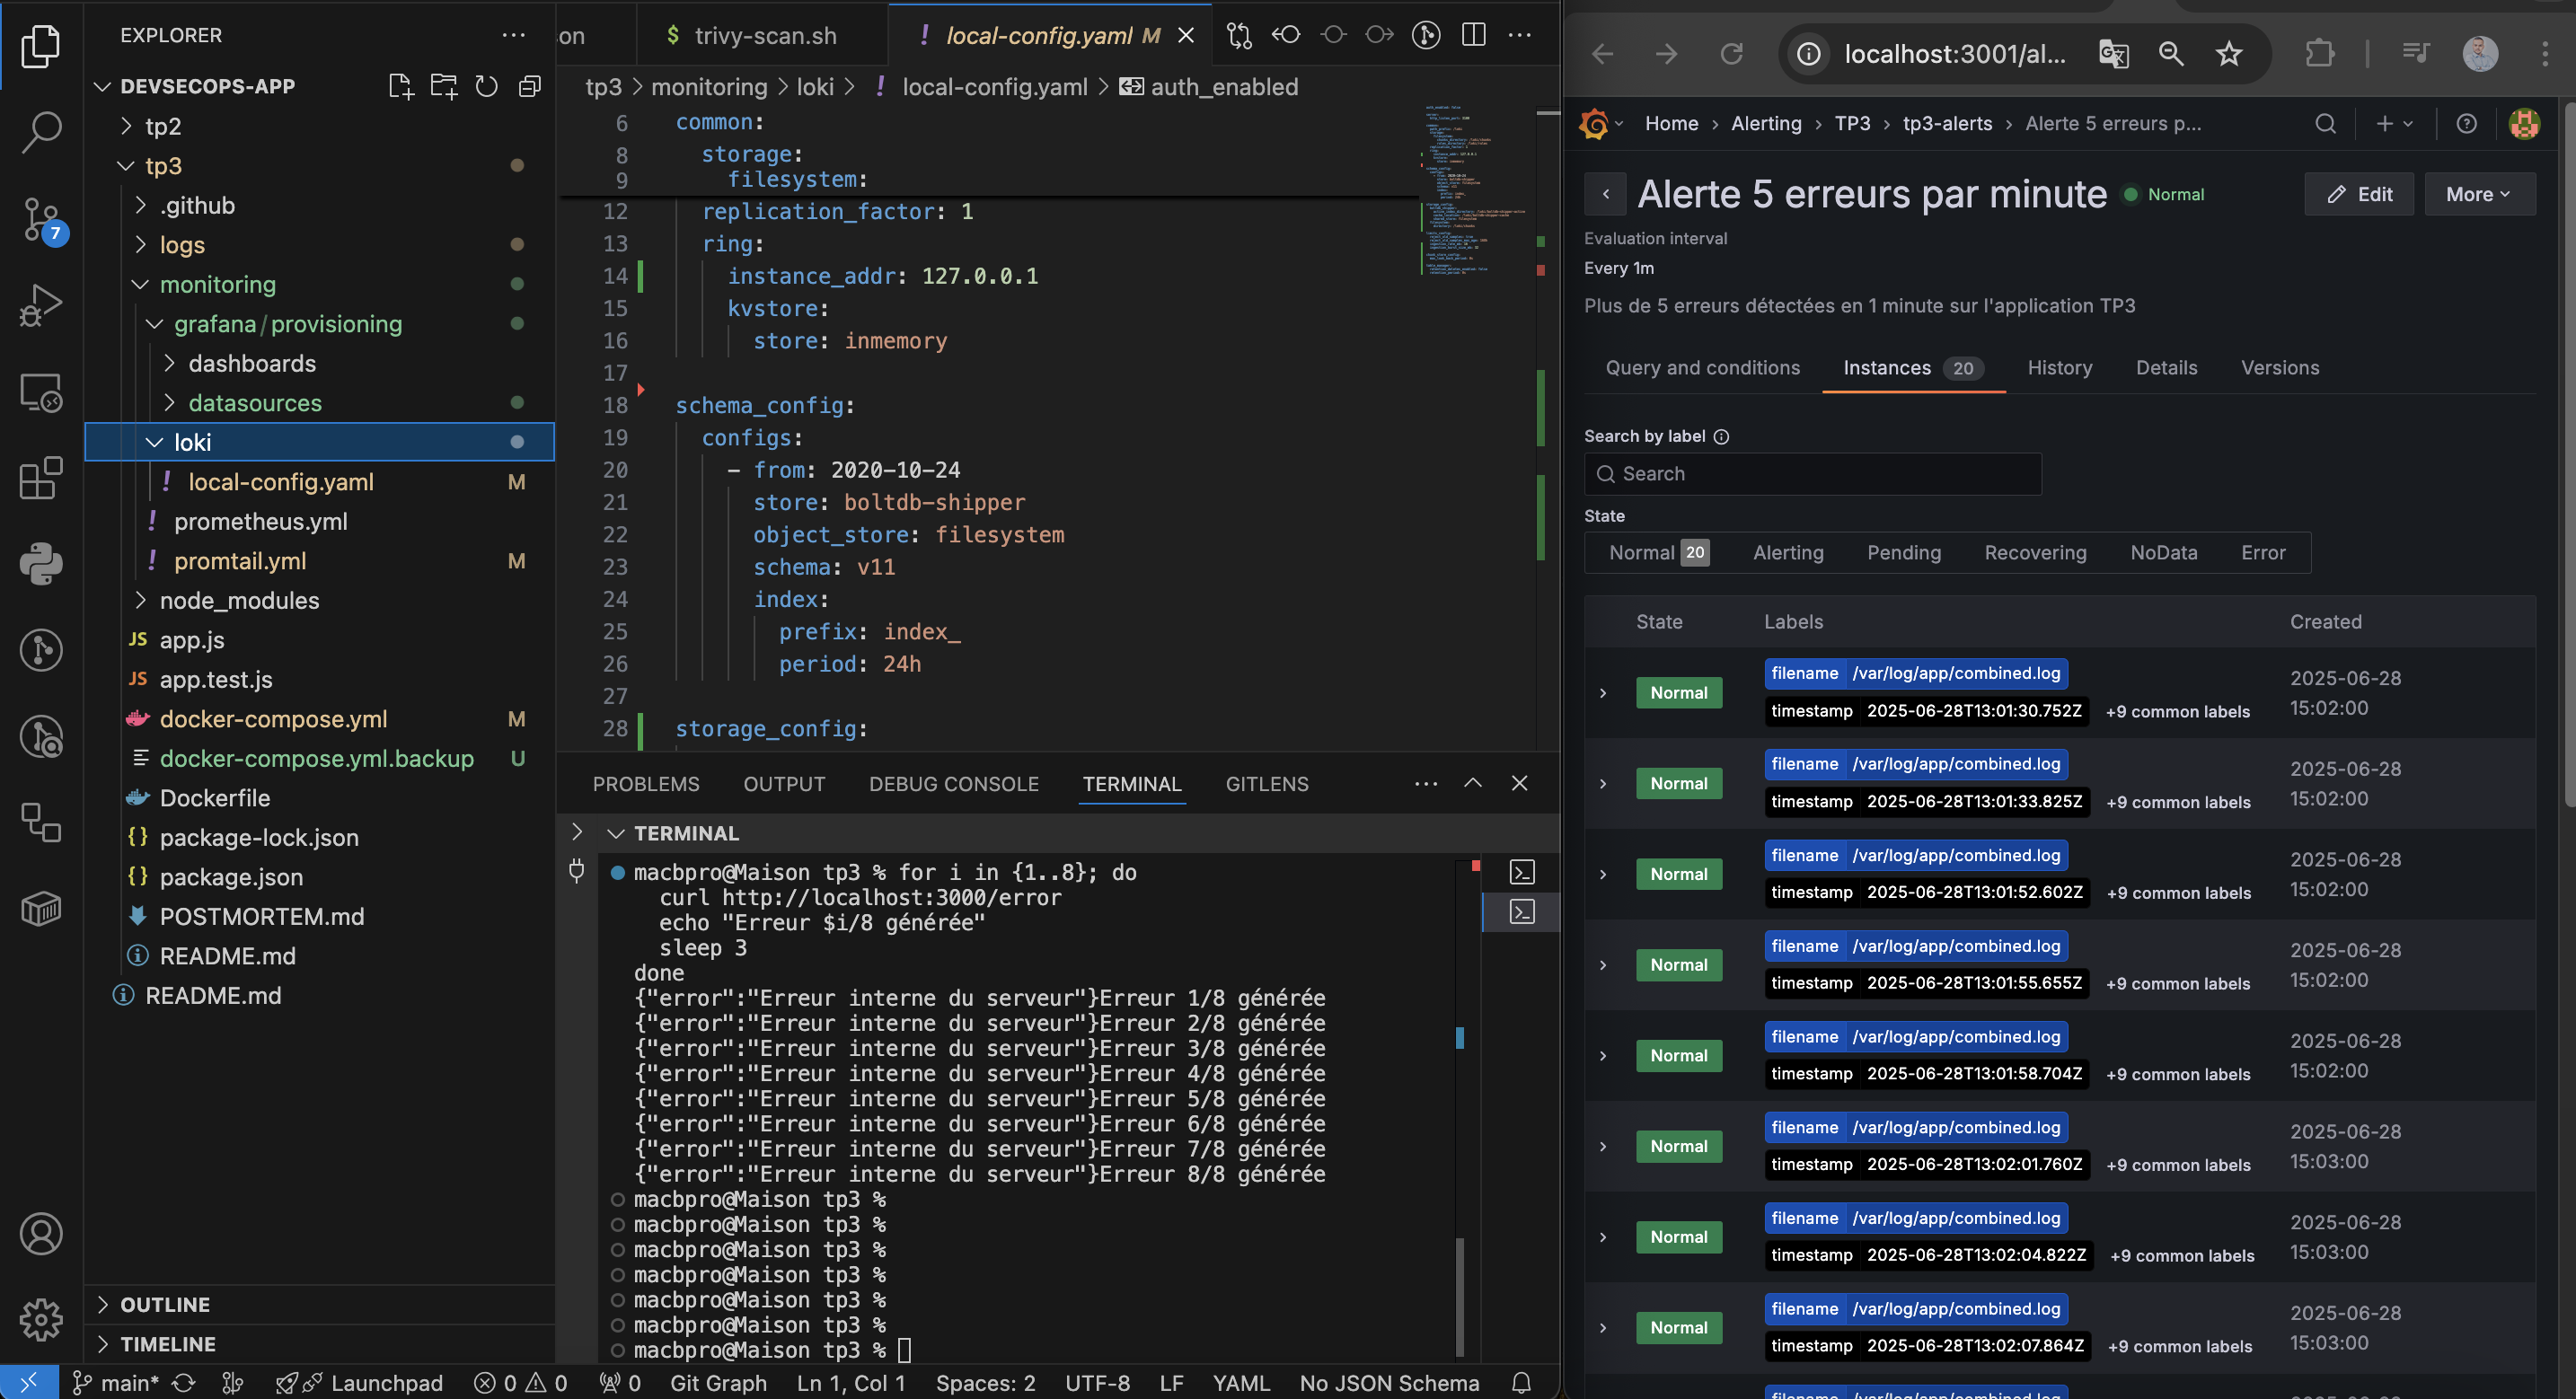 EXPLORER
DEVSECOPS-APP
tp2
tp3
.github
logs
monitoring
grafana/provisioning
dashboards
datasources
loki
! local-config.yaml M
! prometheus.yml
! promtail.yml M
node_modules
JS app.js
JS app.test.js
docker-compose.yml M
docker-compose.yml.backup U
Dockerfile
{} package-lock.json
{} package.json
POSTMORTEM.md
README.md
README.md
OUTLINE
TIMELINE
7
on
$ trivy-scan.sh
! local-config.yaml M
tp3 > monitoring > loki > ! local-config.yaml > auth_enabled
6 common:
8 storage:
9 filesystem:
12 replication_factor: 1
13 ring:
14 instance_addr: 127.0.0.1
15 kvstore:
16 store: inmemory
17
18 schema_config:
19 configs:
20 - from: 2020-10-24
21 store: boltdb-shipper
22 object_store: filesystem
23 schema: v11
24 index:
25 prefix: index_
26 period: 24h
27
28 storage_config:
PROBLEMS OUTPUT DEBUG CONSOLE TERMINAL GITLENS
TERMINAL
macbpro@Maison tp3 % for i in {1..8}; do
curl http://localhost:3000/error
echo "Erreur $i/8 générée"
sleep 3
done
{"error":"Erreur interne du serveur"}Erreur 1/8 générée
{"error":"Erreur interne du serveur"}Erreur 2/8 générée
{"error":"Erreur interne du serveur"}Erreur 3/8 générée
{"error":"Erreur interne du serveur"}Erreur 4/8 générée
{"error":"Erreur interne du serveur"}Erreur 5/8 générée
{"error":"Erreur interne du serveur"}Erreur 6/8 générée
{"error":"Erreur interne du serveur"}Erreur 7/8 générée
{"error":"Erreur interne du serveur"}Erreur 8/8 générée
macbpro@Maison tp3 %
macbpro@Maison tp3 %
macbpro@Maison tp3 %
macbpro@Maison tp3 %
macbpro@Maison tp3 %
macbpro@Maison tp3 %
macbpro@Maison tp3 %
main* Launchpad 0 0 0 Git Graph Ln 1, Col 1 Spaces: 2 UTF-8 LF YAML No JSON Schema
localhost:3001/al...
Home > Alerting > TP3 > tp3-alerts > Alerte 5 erreurs p...
Alerte 5 erreurs par minute Normal
Edit
More
Evaluation interval
Every 1m
Plus de 5 erreurs détectées en 1 minute sur l'application TP3
Query and conditions Instances 20 History Details Versions
Search by label
Search
State
Normal 20 Alerting Pending Recovering NoData Error
State Labels Created
Normal filename /var/log/app/combined.log 2025-06-28
timestamp 2025-06-28T13:01:30.752Z +9 common labels 15:02:00
Normal filename /var/log/app/combined.log 2025-06-28
timestamp 2025-06-28T13:01:33.825Z +9 common labels 15:02:00
Normal filename /var/log/app/combined.log 2025-06-28
timestamp 2025-06-28T13:01:52.602Z +9 common labels 15:02:00
Normal filename /var/log/app/combined.log 2025-06-28
timestamp 2025-06-28T13:01:55.655Z +9 common labels 15:02:00
Normal filename /var/log/app/combined.log 2025-06-28
timestamp 2025-06-28T13:01:58.704Z +9 common labels 15:02:00
Normal filename /var/log/app/combined.log 2025-06-28
timestamp 2025-06-28T13:02:01.760Z +9 common labels 15:03:00
Normal filename /var/log/app/combined.log 2025-06-28
timestamp 2025-06-28T13:02:04.822Z +9 common labels 15:03:00
Normal filename /var/log/app/combined.log 2025-06-28
timestamp 2025-06-28T13:02:07.864Z +9 common labels 15:03:00